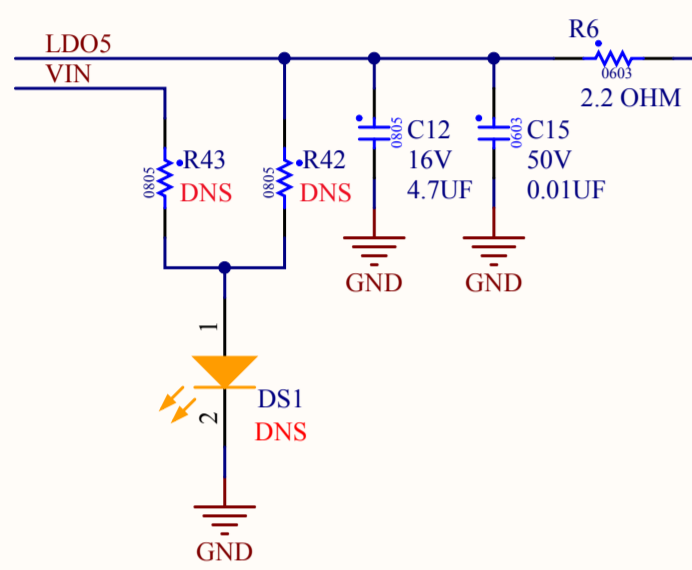 LDO5
VIN
R6
0603
2.2 OHM
0805
R43
DNS
0805
R42
DNS
0805
C12
16V
4.7UF
0603
C15
50V
0.01UF
GND
GND
1
2
DS1
DNS
GND